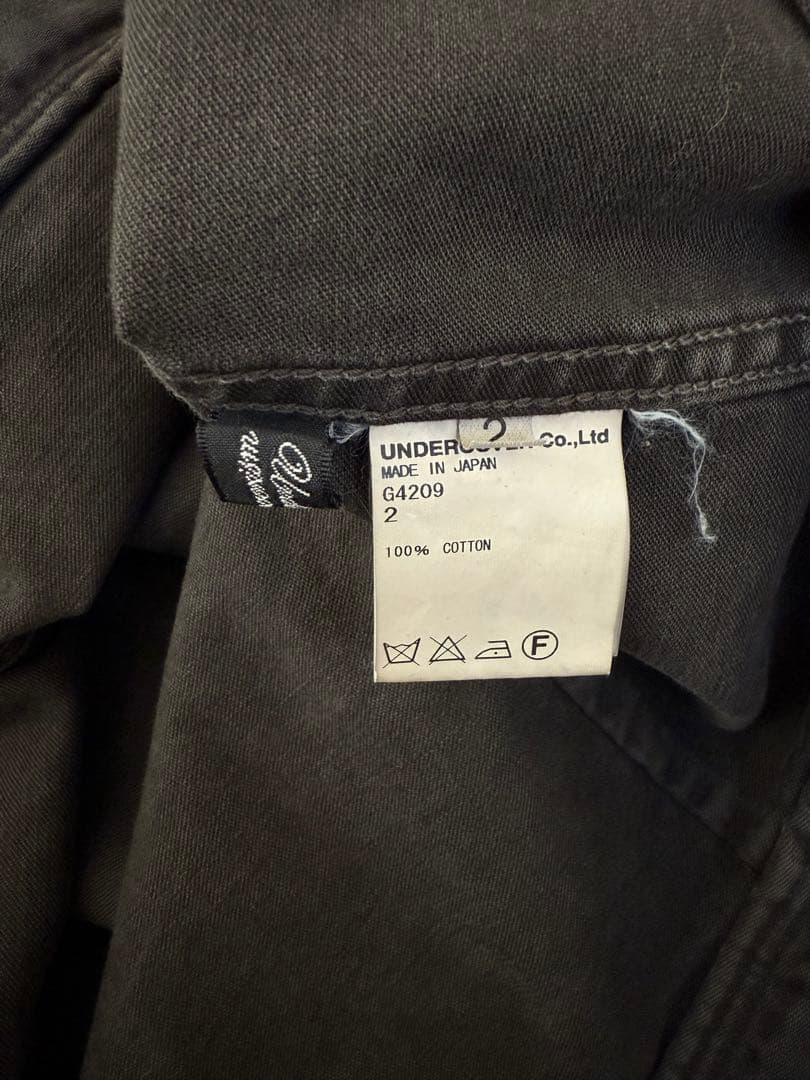 2
UNDERCOVER Co.,Ltd
MADE IN JAPAN
G4209
2
100% COTTON
F